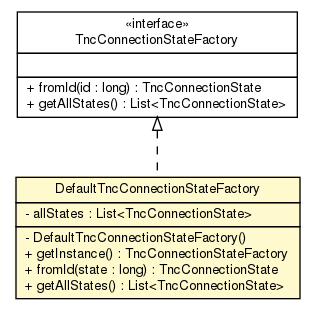 «interface»
TncConnectionStateFactory
+ fromId(id : long) : TncConnectionState
+ getAllStates() : List<TncConnectionState>
DefaultTncConnectionStateFactory
- allStates : List<TncConnectionState>
- DefaultTncConnectionStateFactory()
+ getInstance() : TncConnectionStateFactory
+ fromId(state : long) : TncConnectionState
+ getAllStates() : List<TncConnectionState>